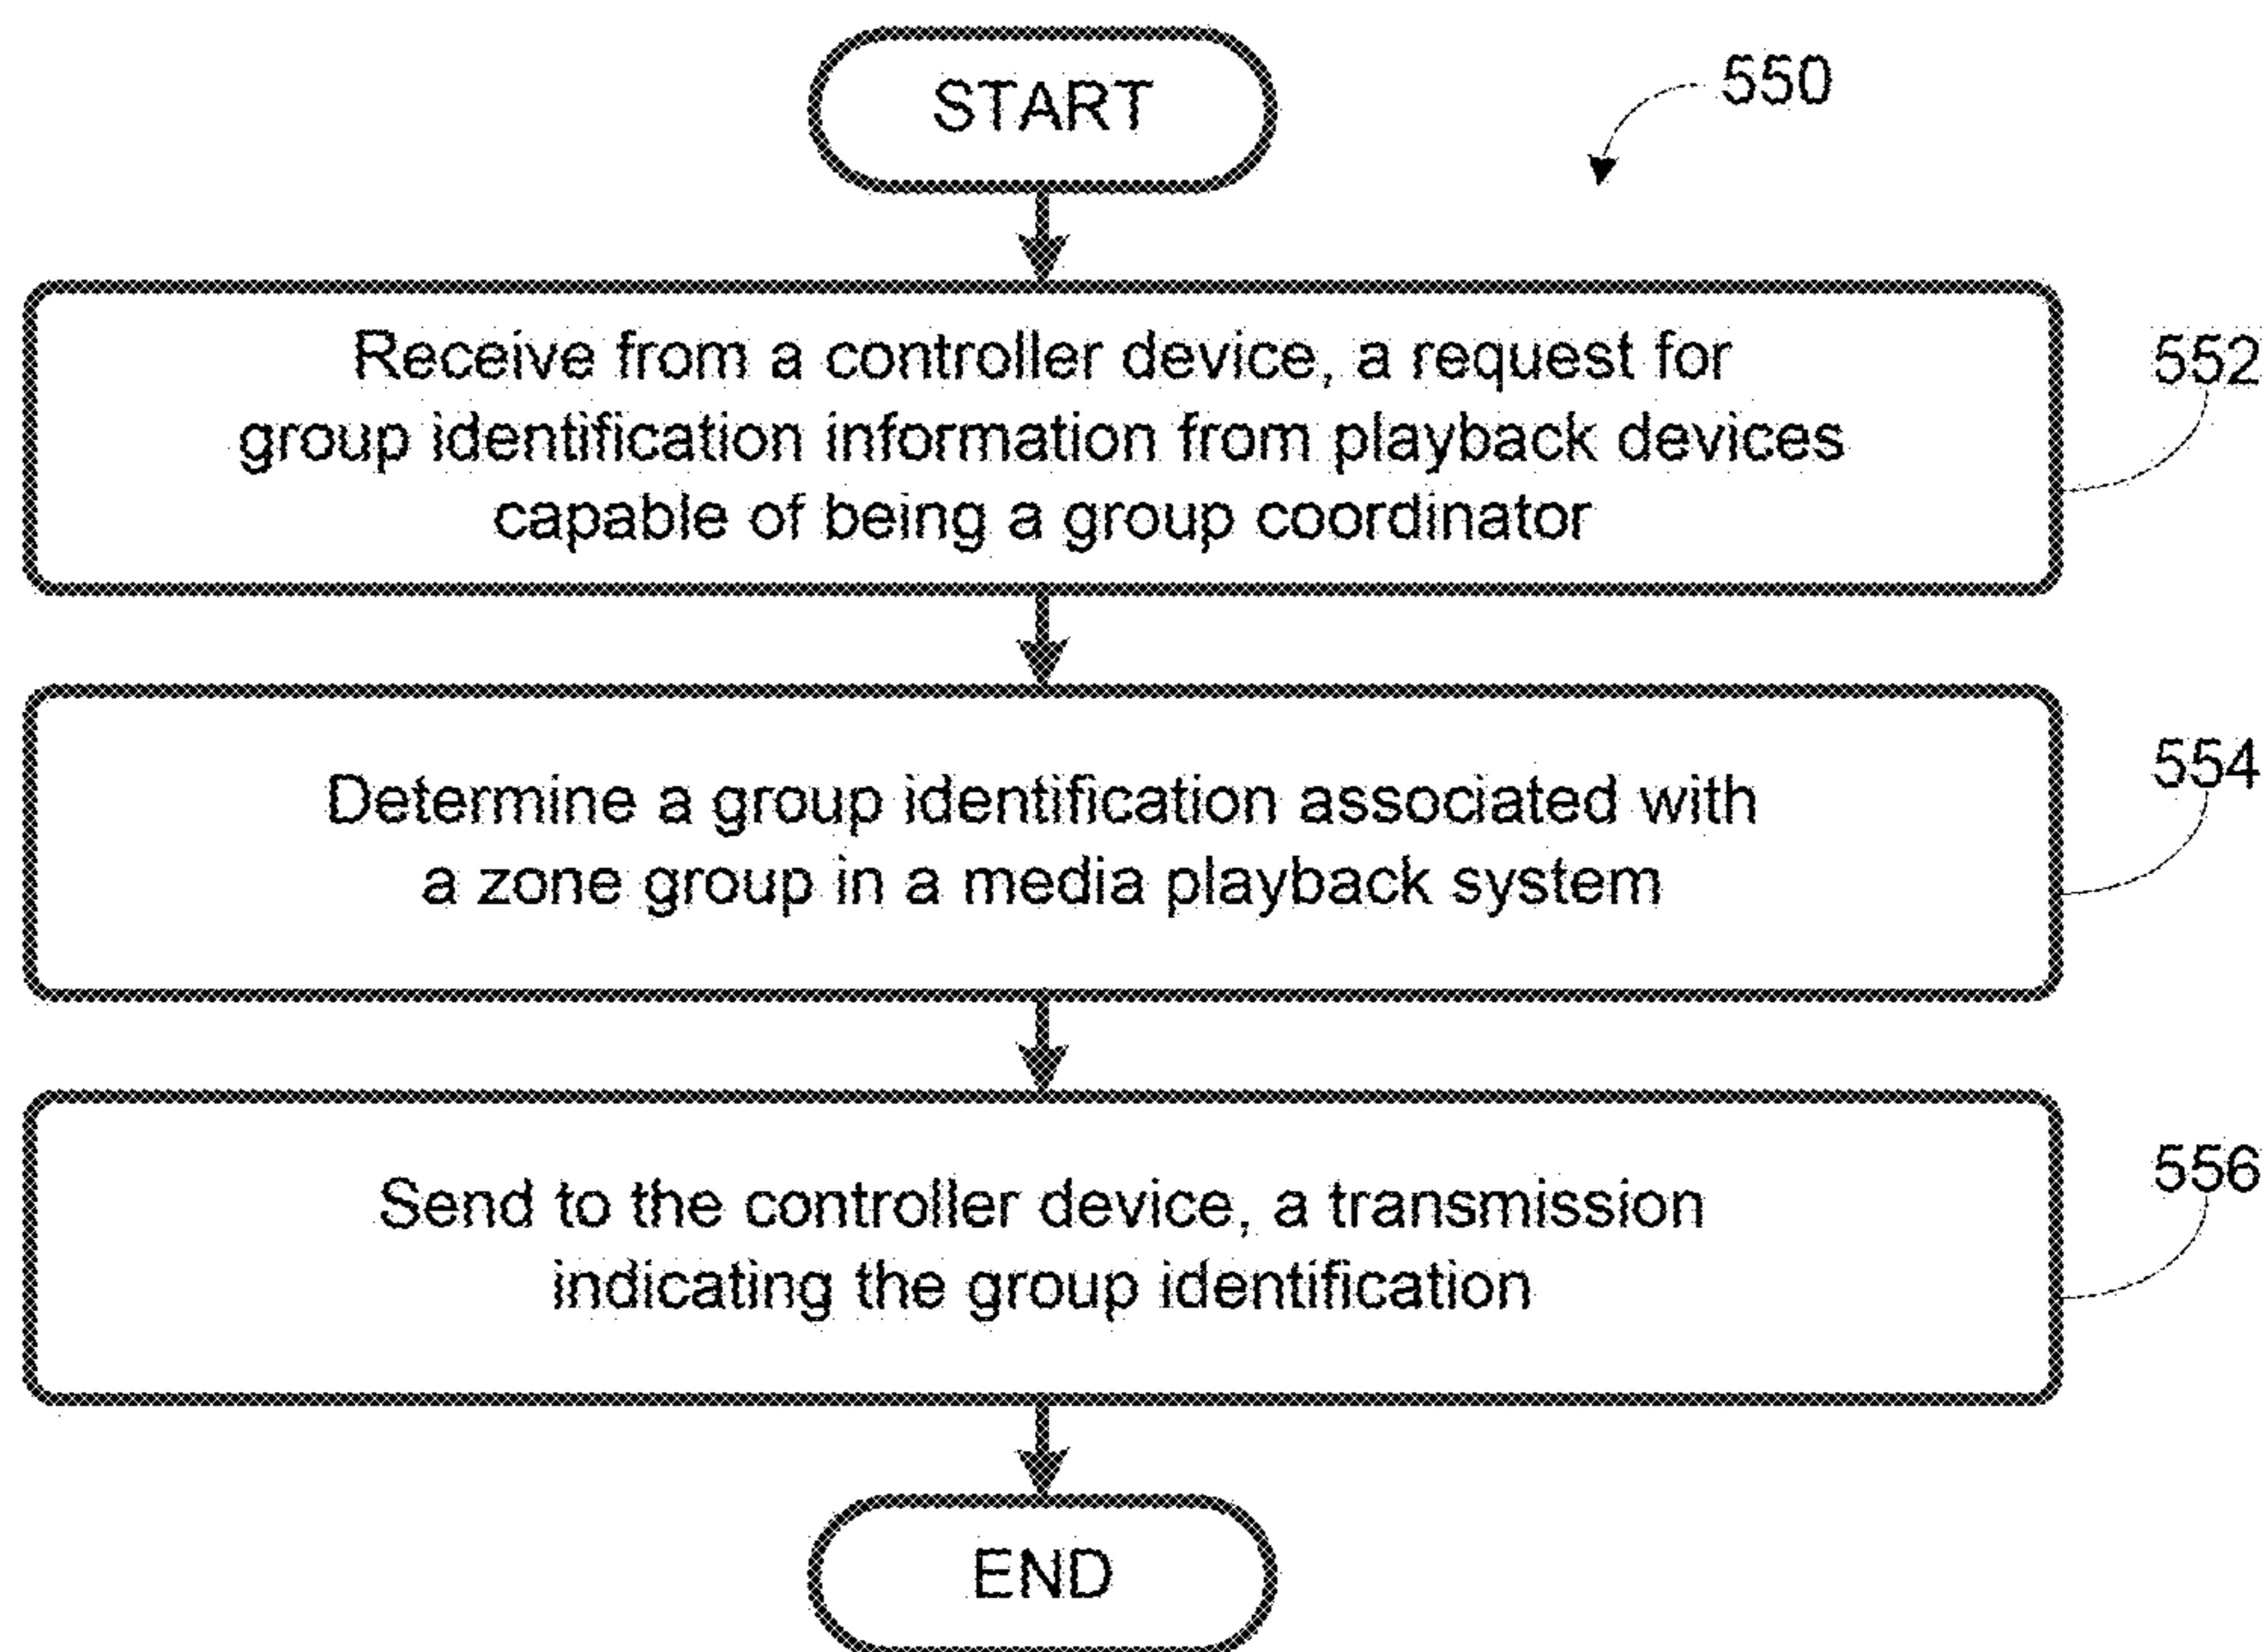 START
550
Receive from a controller device, a request for
group identification information from playback devices
capable of being a group coordinator
552
Determine a group identification associated with
a zone group in a media playback system
554
Send to the controller device, a transmission
indicating the group identification
556
END